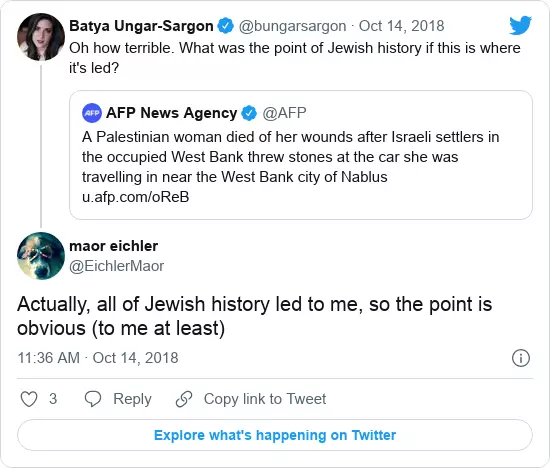 Batya Ungar-Sargon @bungarsargon · Oct 14, 2018
Oh how terrible. What was the point of Jewish history if this is where
it's led?
AFP AFP News Agency @AFP
A Palestinian woman died of her wounds after Israeli settlers in
the occupied West Bank threw stones at the car she was
travelling in near the West Bank city of Nablus
u.afp.com/oReB
maor eichler
@EichlerMaor
Actually, all of Jewish history led to me, so the point is
obvious (to me at least)
11:36 AM · Oct 14, 2018
3 Reply Copy link to Tweet
Explore what's happening on Twitter